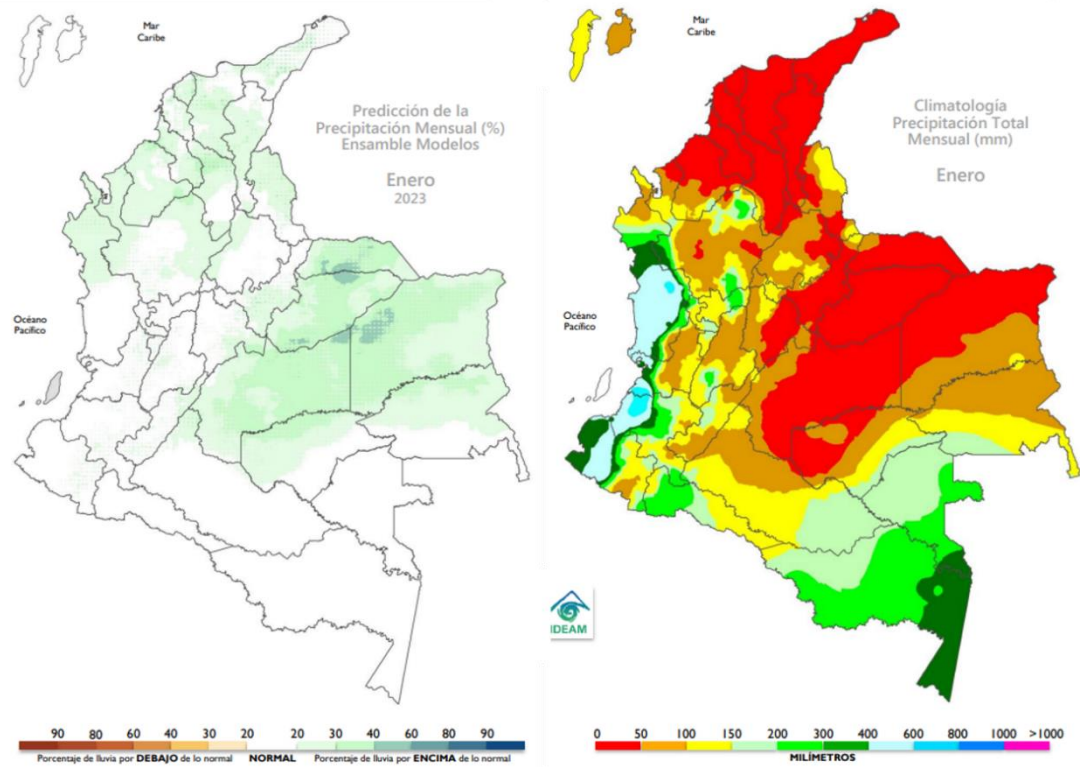 Mar
Caribe
Predicción de la
Precipitación Mensual (%)
Ensamble Modelos
Enero
2023
Océano
Pacífico
90 80 60 40 30 20 20 30 40 60 80 90
Porcentaje de lluvia por DEBAJO de lo normal NORMAL Porcentaje de lluvia por ENCIMA de lo normal
Mar
Caribe
Climatología
Precipitación Total
Mensual (mm)
Enero
Océano
Pacífico
IDEAM
0 50 100 150 200 300 400 600 800 1000 >1000
MILÍMETROS